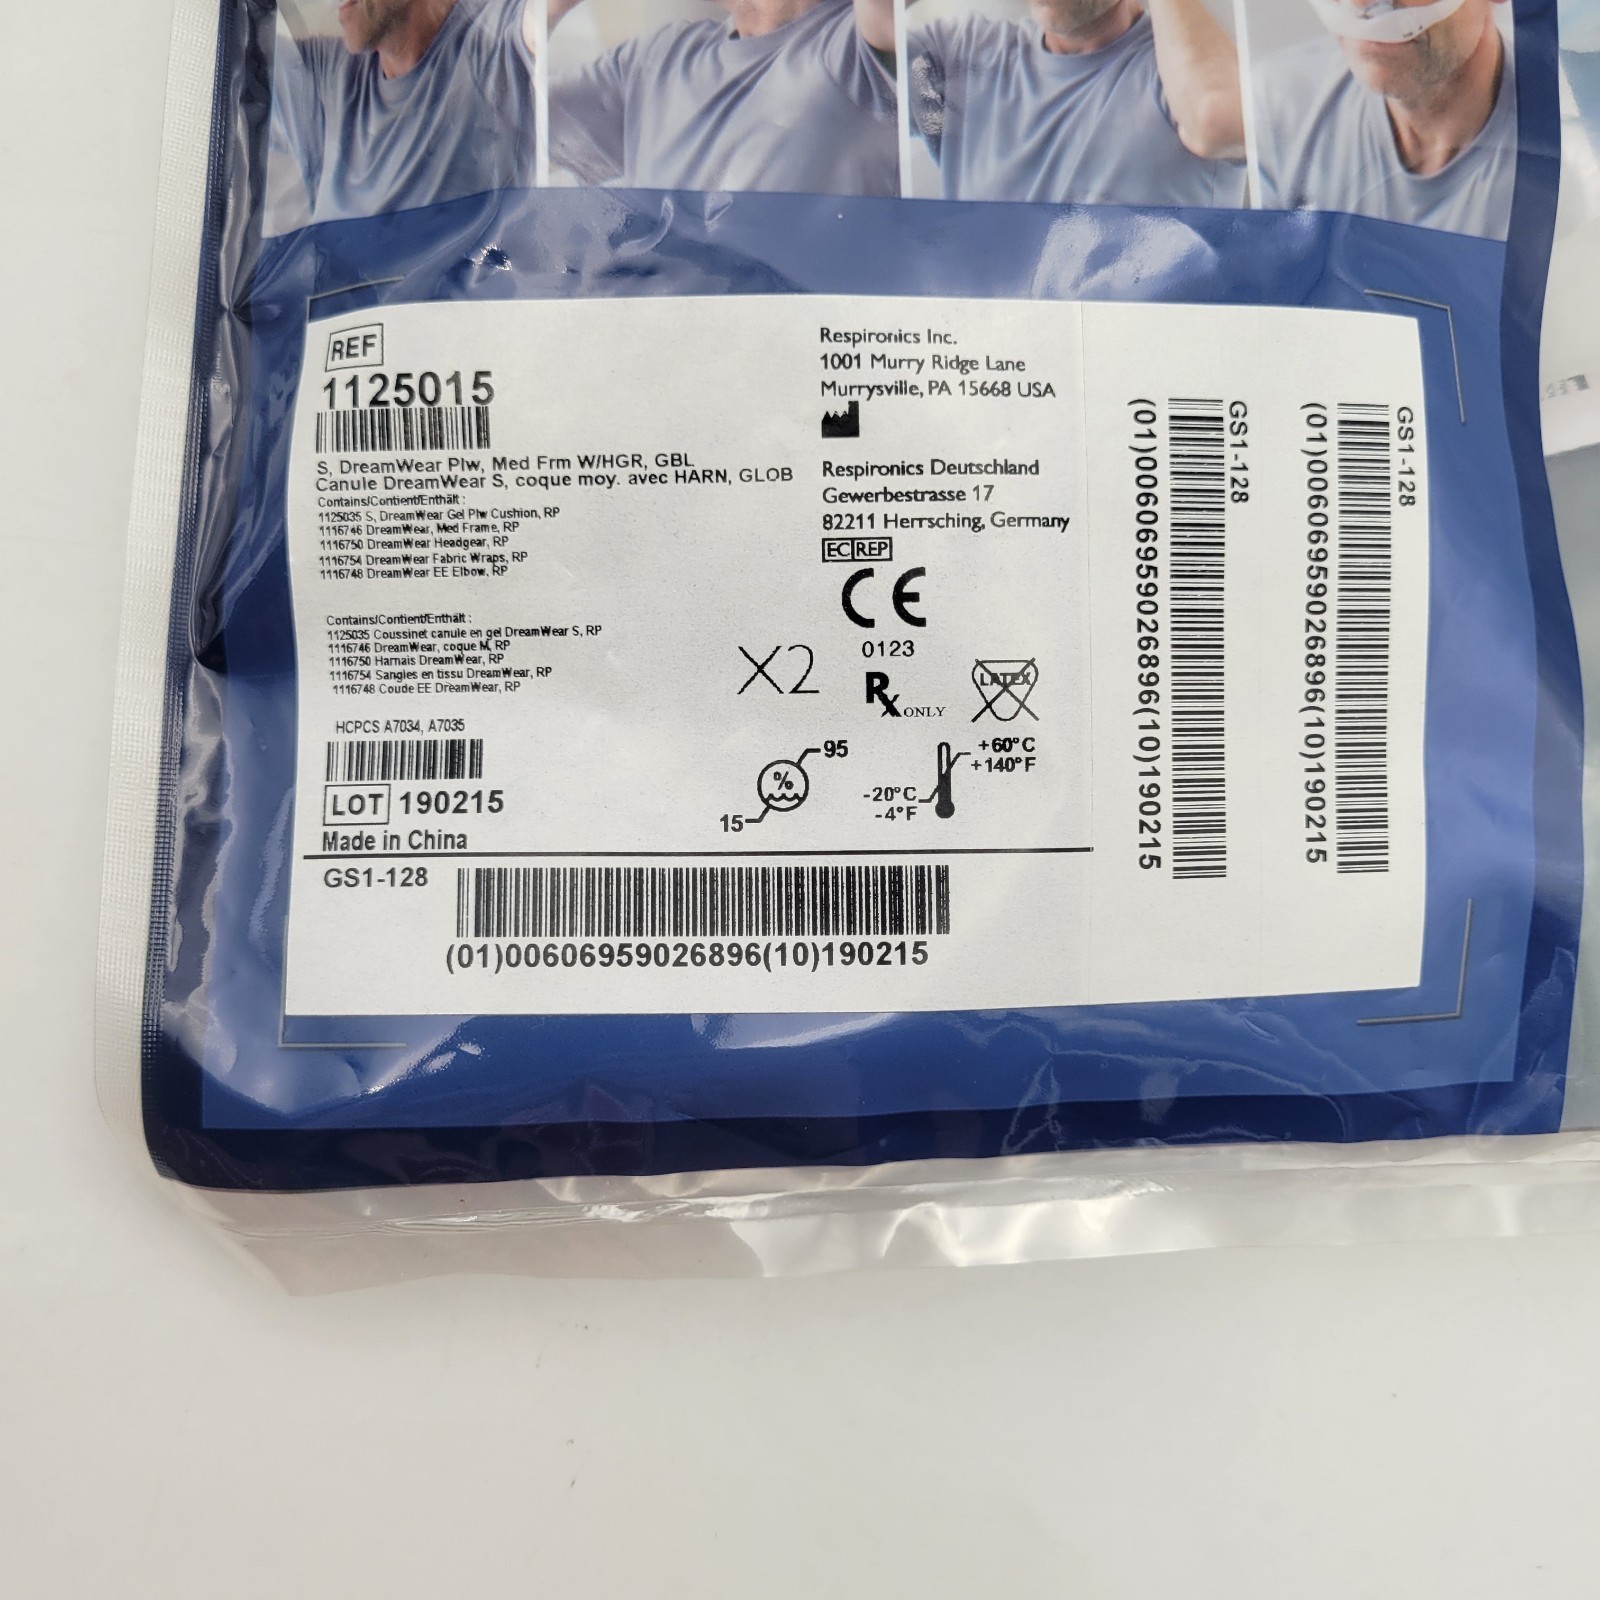 REF
1125015
S, DreamWear Plw, Med Frm W/HGR, GBL
Canule DreamWear S, coque moy. avec HARN, GLOB
Contains/Contient/Enthält :
1125035 S, DreamWear Gel Plw Cushion, RP
1116746 DreamWear, Med Frame, RP
1116750 DreamWear Headgear, RP
1116754 DreamWear Fabric Wraps, RP
1116748 DreamWear EE Elbow, RP
Contains/Contient/Enthält :
1125035 Coussinet canule en gel DreamWear S, RP
1116746 DreamWear, coque M, RP
1116750 Harnais DreamWear, RP
1116754 Sangles en tissu DreamWear, RP
1116748 Coude EE DreamWear, RP
HCPCS A7034, A7035
LOT 190215
Made in China
Respironics Inc.
1001 Murry Ridge Lane
Murrysville, PA 15668 USA
Respironics Deutschland
Gewerbestrasse 17
82211 Herrsching, Germany
EC REP
CE
0123
X2
Rx ONLY
LATEX
95
%
15
+60°C
+140°F
-20°C
-4°F
GS1-128
(01)00606959026896(10)190215
GS1-128
(01)00606959026896(10)190215
GS1-128
(01)00606959026896(10)190215